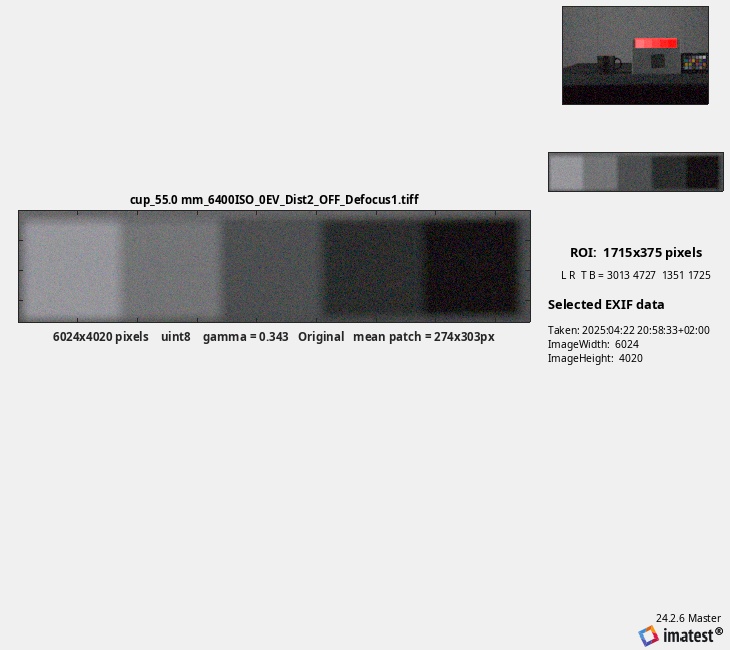 cup_55.0 mm_6400ISO_0EV_Dist2_OFF_Defocus1.tiff
6024x4020 pixels uint8 gamma = 0.343 Original mean patch = 274x303px
ROI: 1715x375 pixels
L R T B = 3013 4727 1351 1725
Selected EXIF data
Taken: 2025:04:22 20:58:33+02:00
ImageWidth: 6024
ImageHeight: 4020
24.2.6 Master
imatest®